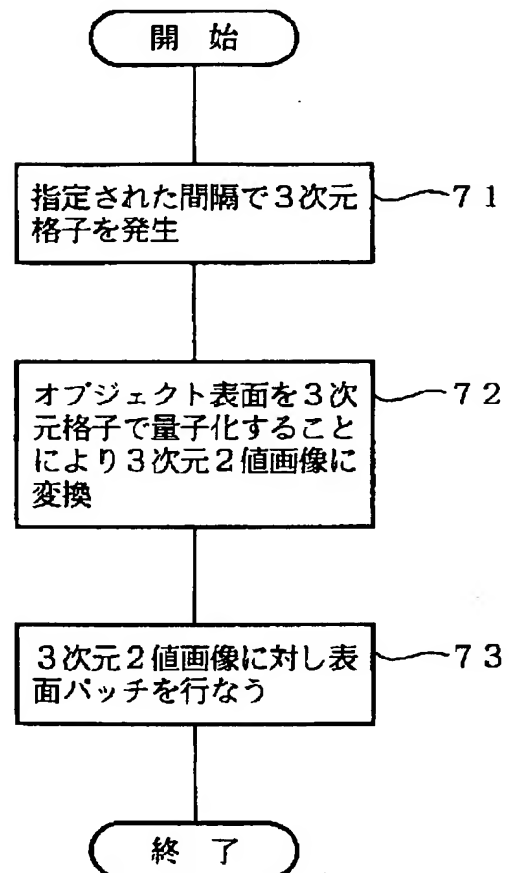 開 始
指定された間隔で3次元 71
格子を発生
オブジェクト表面を3次 72
元格子で量子化すること
により3次元2値画像に
変換
3次元2値画像に対し表 73
面パッチを行なう
終 了